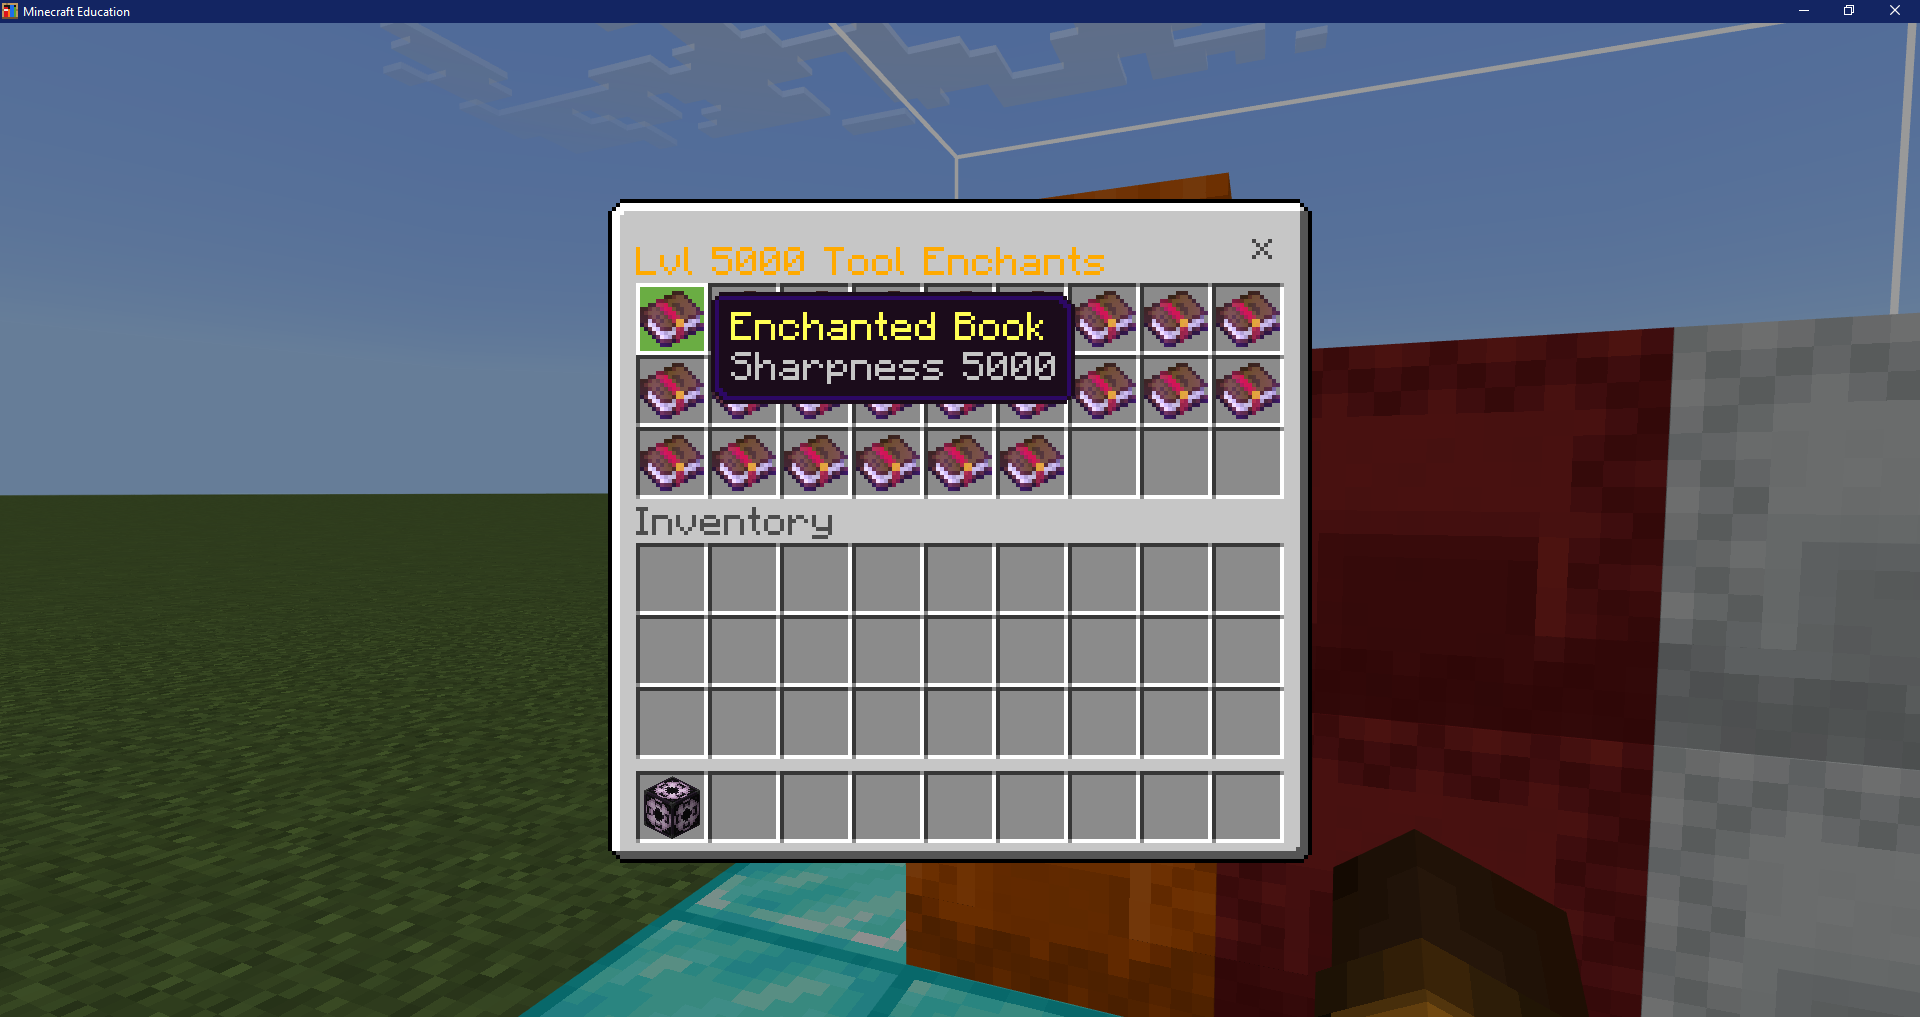 Minecraft Education
Lvl 5000 Tool Enchants
Enchanted Book
Sharpness 5000
Inventory